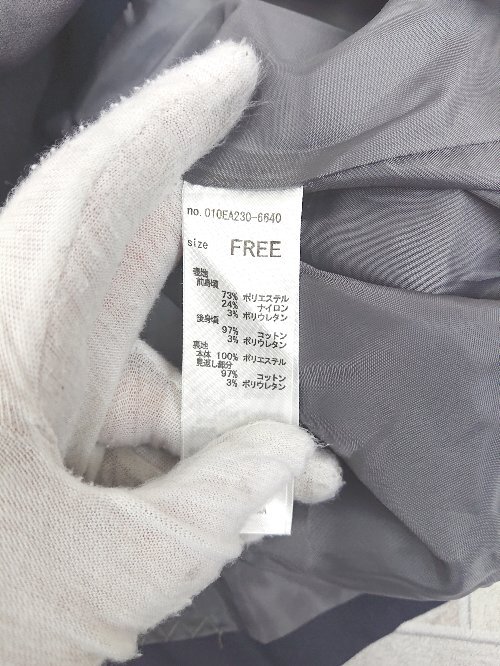 no.010EA230-6640
size FREE
表地
前身頃
73% ポリエステル
24% ナイロン
3% ポリウレタン
後身頃
97% コットン
3% ポリウレタン
裏地
本体 100% ポリエステル
見返し部分
97% コットン
3% ポリウレタン